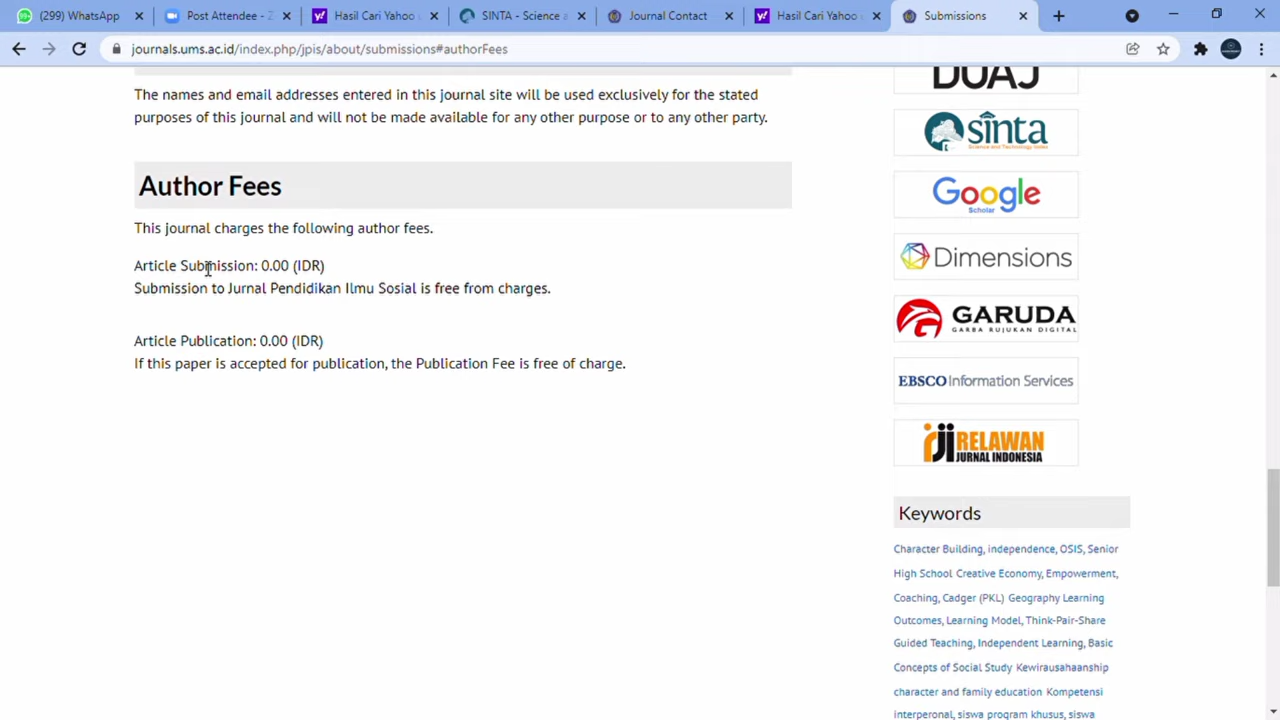 (299) WhatsApp
Post Attendee - Z
Hasil Cari Yahoo
SINTA - Science a
Journal Contact
Hasil Cari Yahoo
Submissions
journals.ums.ac.id/index.php/jpis/about/submissions#authorFees
The names and email addresses entered in this journal site will be used exclusively for the stated
purposes of this journal and will not be made available for any other purpose or to any other party.
Author Fees
This journal charges the following author fees.
Article Submission: 0.00 (IDR)
Submission to Jurnal Pendidikan Ilmu Sosial is free from charges.
Article Publication: 0.00 (IDR)
If this paper is accepted for publication, the Publication Fee is free of charge.
DOAJ
sinta
Science and Technology Index
Google
Scholar
Dimensions
GARUDA
GARBA RUJUKAN DIGITAL
EBSCO Information Services
rji RELAWAN
JURNAL INDONESIA
Keywords
Character Building, independence, OSIS, Senior
High School Creative Economy, Empowerment,
Coaching, Cadger (PKL) Geography Learning
Outcomes, Learning Model, Think-Pair-Share
Guided Teaching, Independent Learning, Basic
Concepts of Social Study Kewirausahaanship
character and family education Kompetensi
interperonal, siswa program khusus, siswa